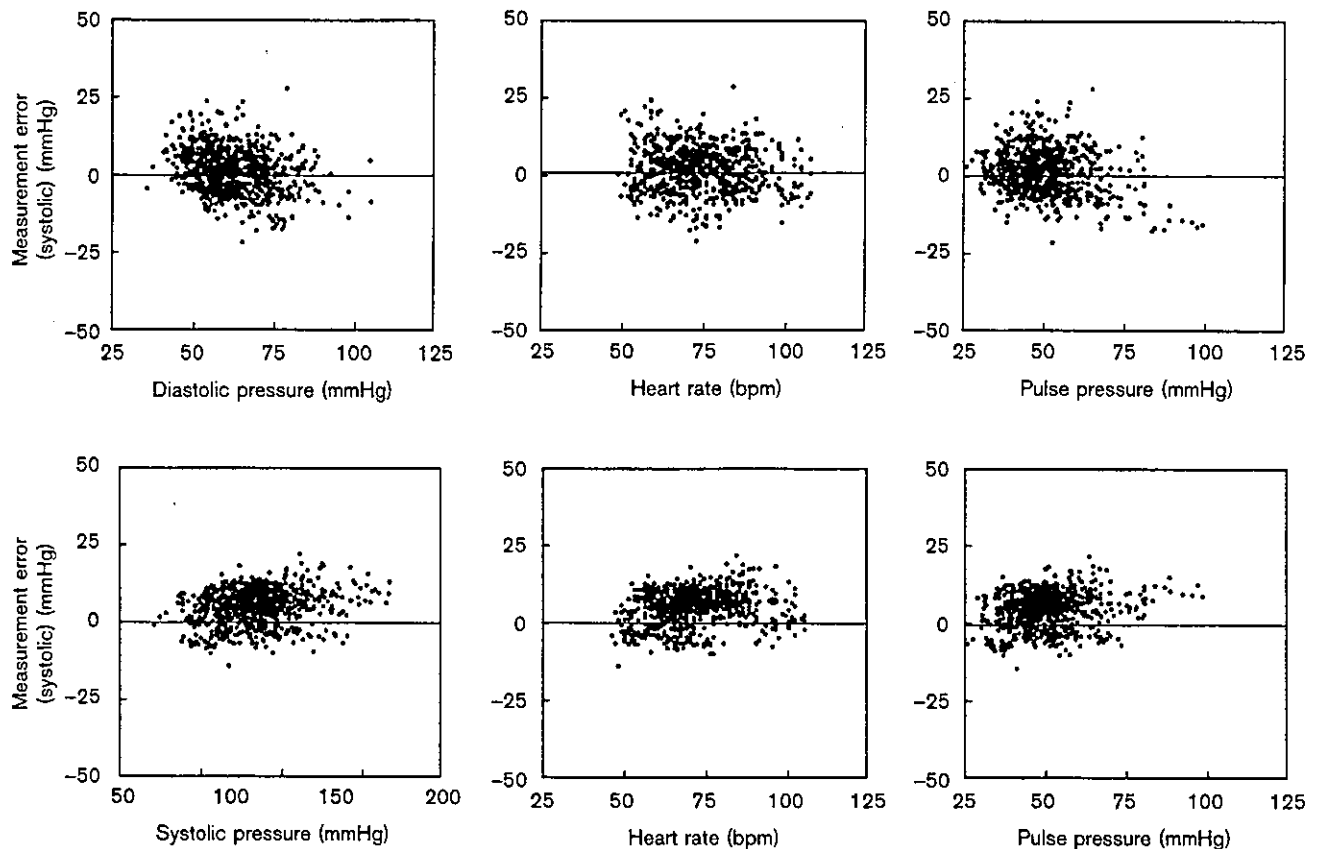 50
25
0
−25
−50
Measurement error
(systolic) (mmHg)
25 50 75 100 125
Diastolic pressure (mmHg)
50
25
0
−25
−50
25 50 75 100 125
Heart rate (bpm)
50
25
0
−25
−50
25 50 75 100 125
Pulse pressure (mmHg)
50
25
0
−25
−50
Measurement error
(systolic) (mmHg)
50 100 150 200
Systolic pressure (mmHg)
50
25
0
−25
−50
25 50 75 100 125
Heart rate (bpm)
50
25
0
−25
−50
25 50 75 100 125
Pulse pressure (mmHg)